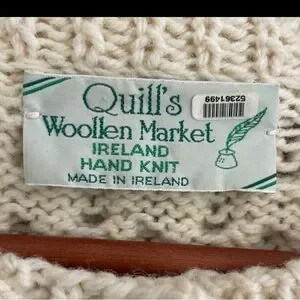 Quill's
Woollen Market
IRELAND
HAND KNIT
MADE IN IRELAND
52361499